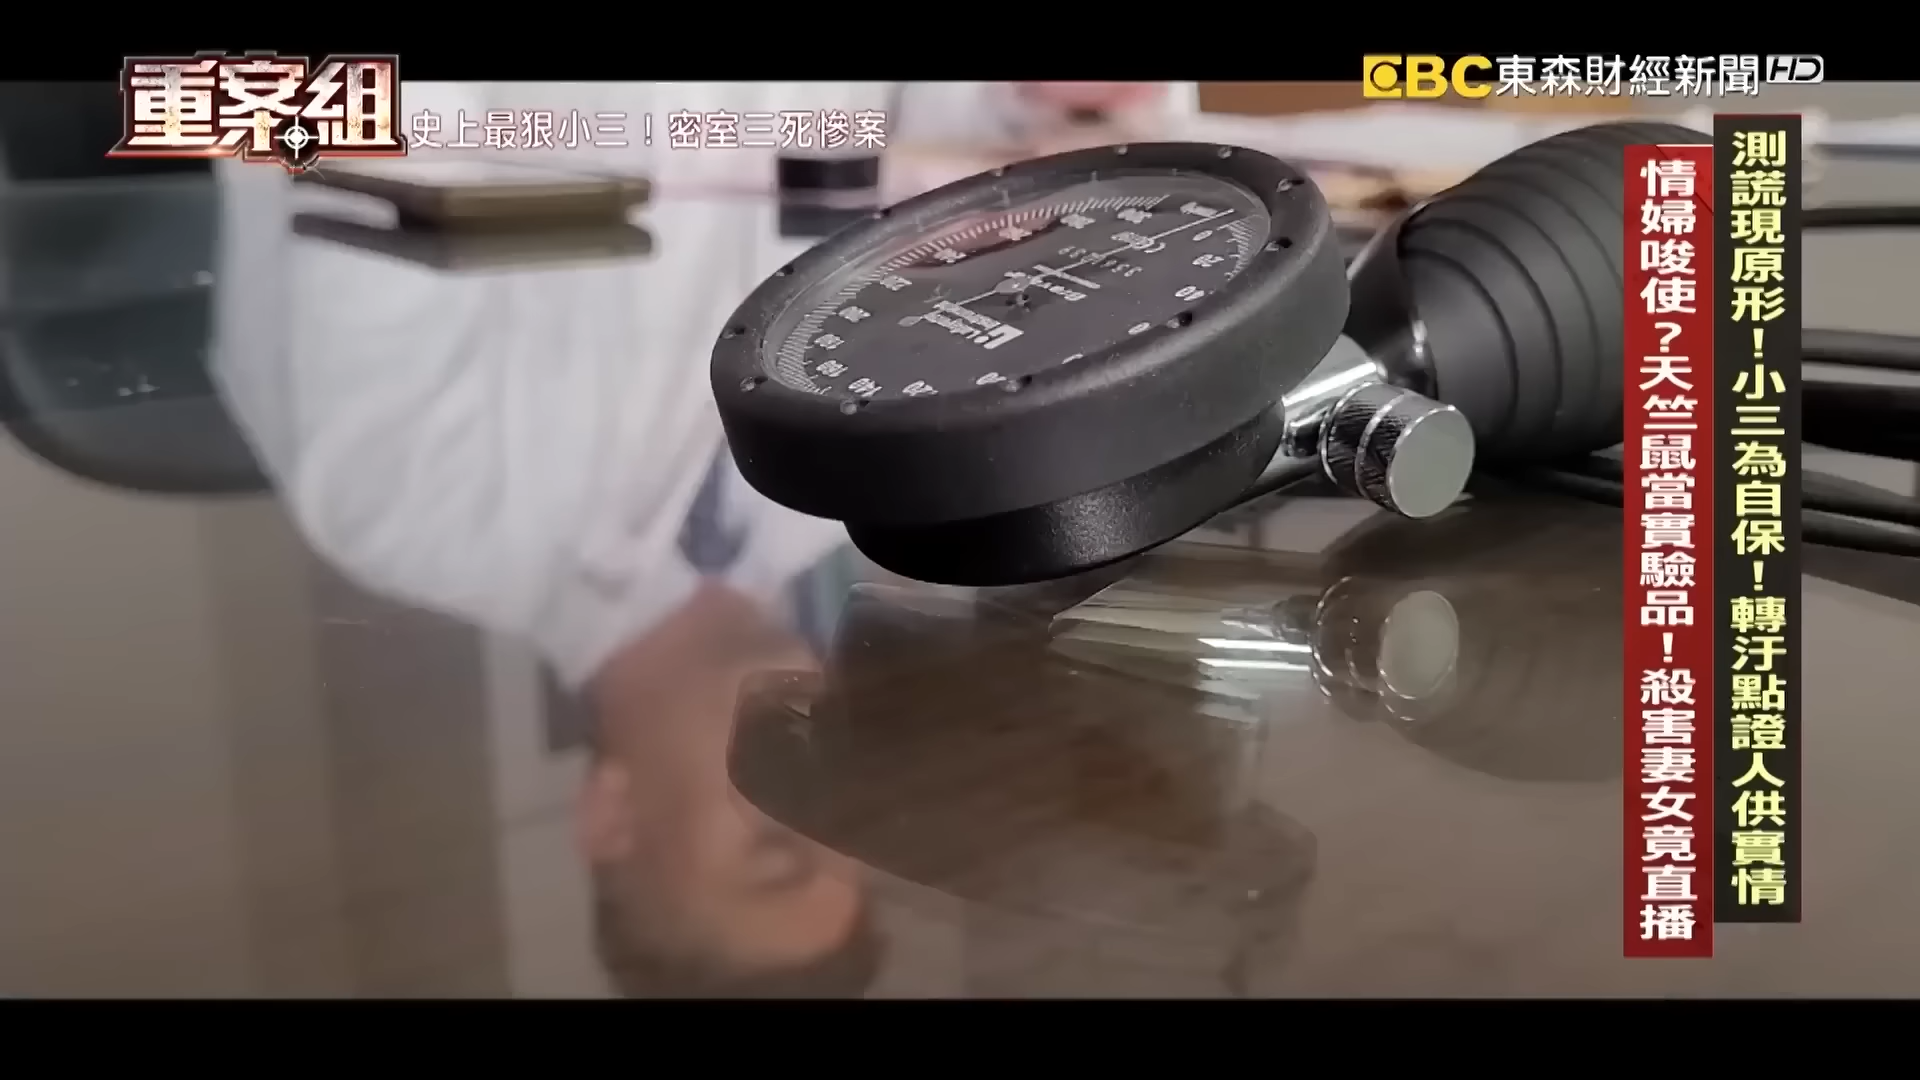 重案組
史上最狠小三！密室三死慘案
EBC東森財經新聞HD
測謊現原形！小三為自保！轉汙點證人供實情
情婦唆使？天竺鼠當實驗品！殺害妻女竟直播